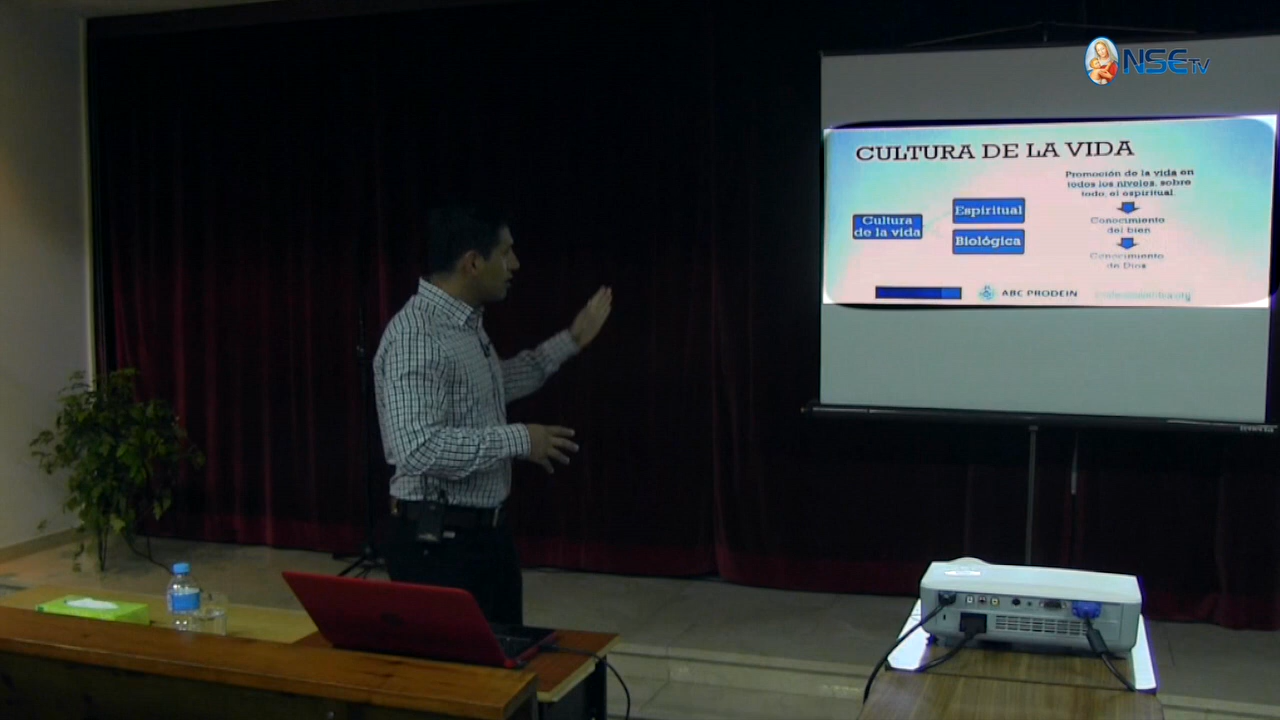 NSETV
CULTURA DE LA VIDA
Promoción de la vida en
todos los niveles, sobre
todo, el espiritual.
Cultura
de la vida
Espiritual
Biológica
Conocimiento
del bien
Conocimiento
de Dios
ABC PRODEIN